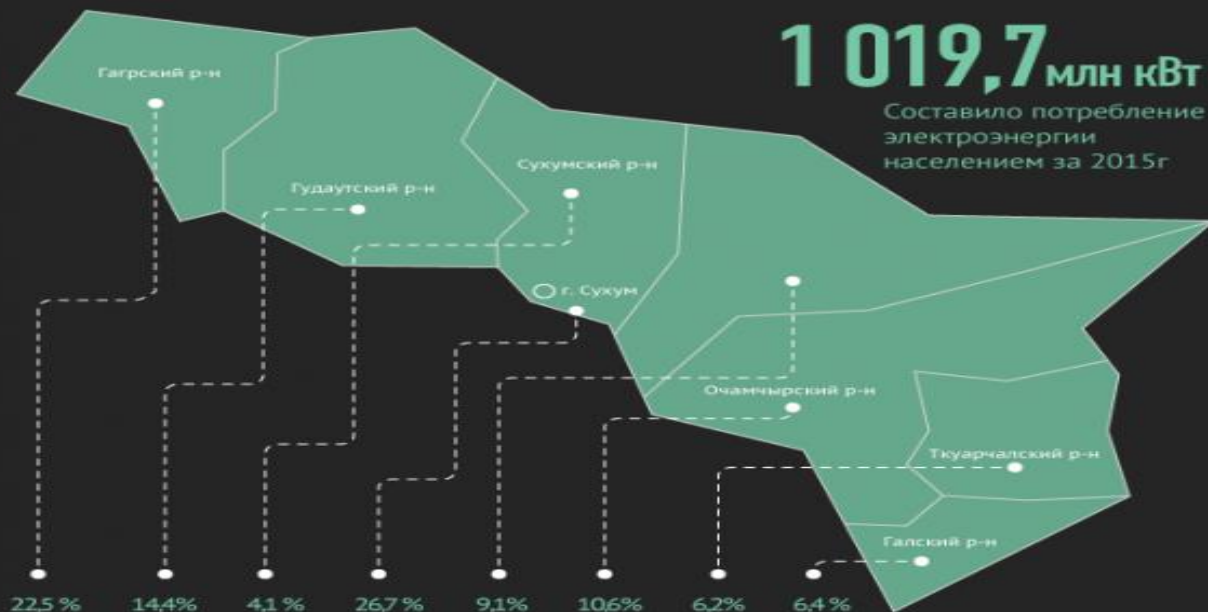 1 019,7 млн кВт
Составило потребление
электроэнергии
населением за 2015г
Гагрский р-н
Гудаутский р-н
Сухумский р-н
г. Сухум
Очамчырский р-н
Ткуарчалский р-н
Галский р-н
22,5 % 14,4% 4,1 % 26,7 % 9,1% 10,6% 6,2% 6,4 %